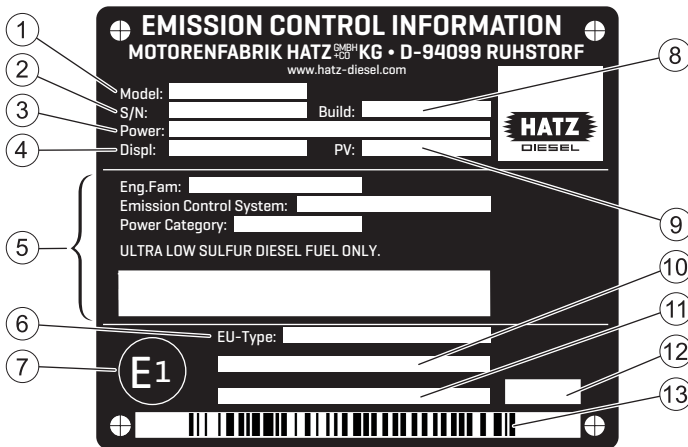 EMISSION CONTROL INFORMATION
MOTORENFABRIK HATZ GMBH +CO KG • D-94099 RUHSTORF
www.hatz-diesel.com
1
Model:
2
S/N:
Build:
8
3
Power:
4
Displ:
PV:
9
HATZ
DIESEL
5
Eng.Fam:
Emission Control System:
Power Category:
ULTRA LOW SULFUR DIESEL FUEL ONLY.
6
EU-Type:
10
11
7
E1
12
13